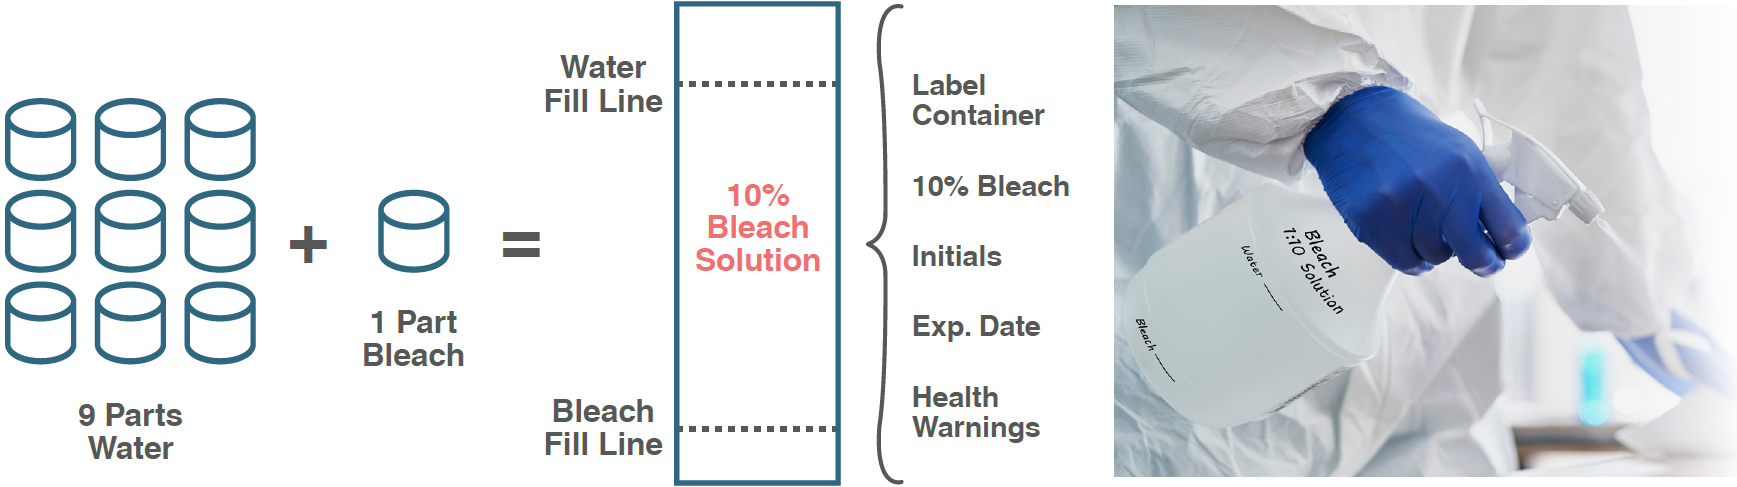 9 Parts
Water
+
1 Part
Bleach
=
Water
Fill Line
Bleach
Fill Line
10%
Bleach
Solution
Label
Container
10% Bleach
Initials
Exp. Date
Health
Warnings
Bleach
1:10 Solution
Water
Bleach